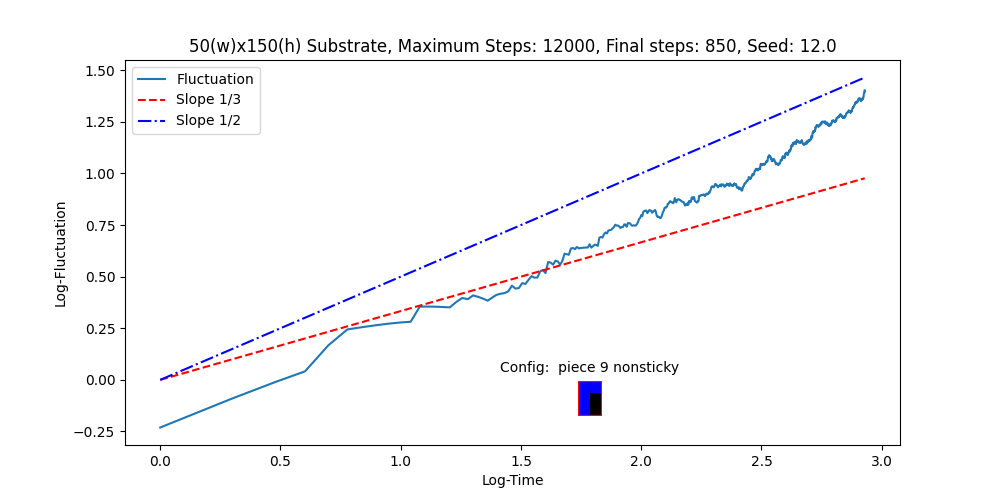 50(w)x150(h) Substrate, Maximum Steps: 12000, Final steps: 850, Seed: 12.0
Fluctuation
Slope 1/3
Slope 1/2
1.50
1.25
1.00
0.75
0.50
0.25
0.00
−0.25
Log-Fluctuation
Config:  piece 9 nonsticky
0.0 0.5 1.0 1.5 2.0 2.5 3.0
Log-Time